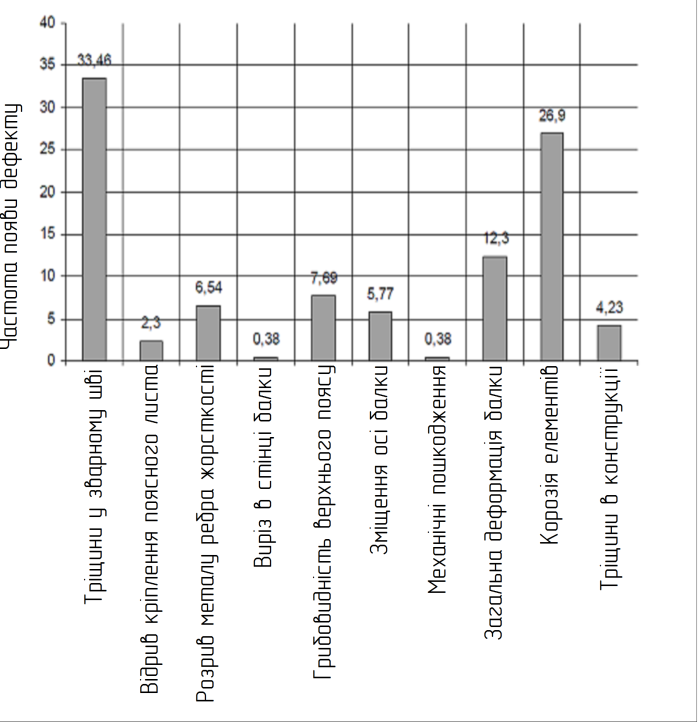 Частота появи дефекту
40
35
30
25
20
15
10
5
0
33,46
2,3
6,54
0,38
7,69
5,77
0,38
12,3
26,9
4,23
Тріщини у зварному шві
Відрив кріплення поясного листа
Розрив металу ребра жорсткості
Виріз в стінці балки
Грибовидність верхнього поясу
Зміщення осі балки
Механічні пошкодження
Загальна деформація балки
Корозія елементів
Тріщини в конструкції